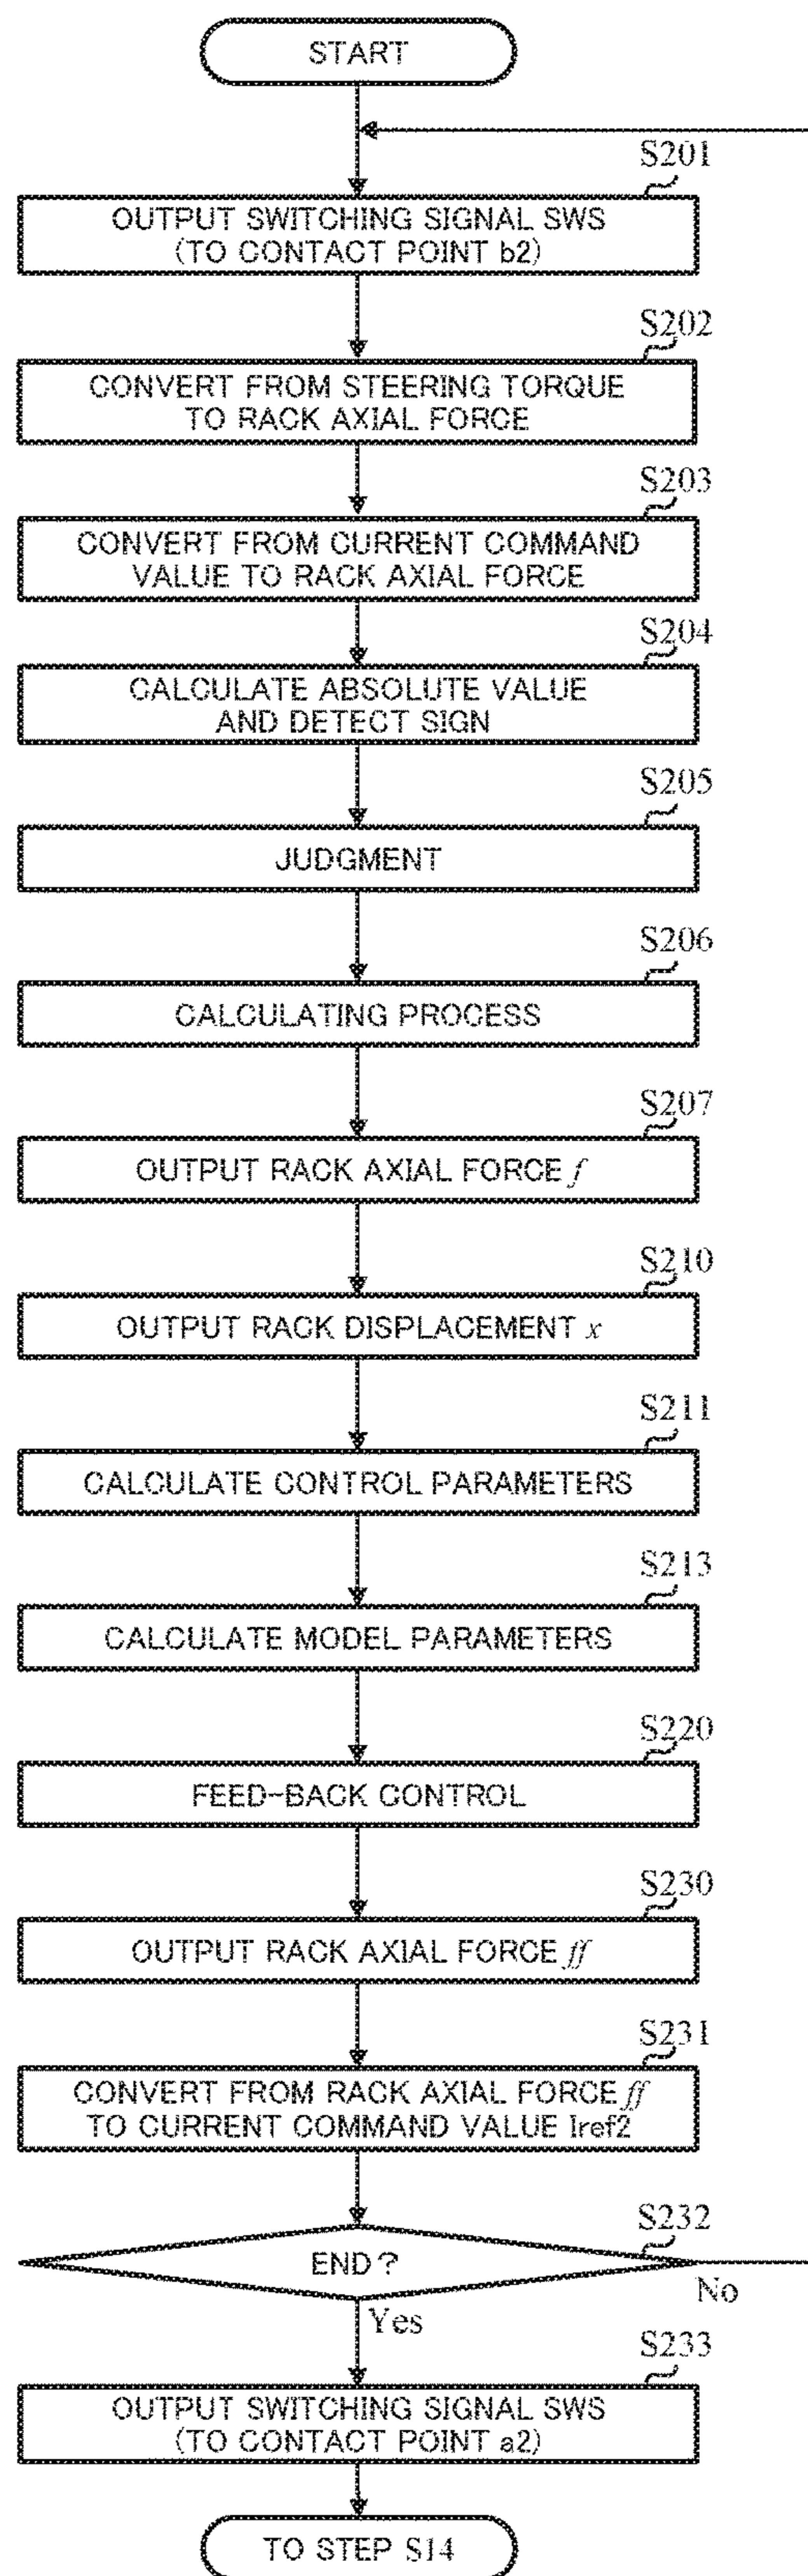 START
S201
OUTPUT SWITCHING SIGNAL SWS
(TO CONTACT POINT b2)
S202
CONVERT FROM STEERING TORQUE
TO RACK AXIAL FORCE
S203
CONVERT FROM CURRENT COMMAND
VALUE TO RACK AXIAL FORCE
S204
CALCULATE ABSOLUTE VALUE
AND DETECT SIGN
S205
JUDGMENT
S206
CALCULATING PROCESS
S207
OUTPUT RACK AXIAL FORCE f
S210
OUTPUT RACK DISPLACEMENT x
S211
CALCULATE CONTROL PARAMETERS
S213
CALCULATE MODEL PARAMETERS
S220
FEED-BACK CONTROL
S230
OUTPUT RACK AXIAL FORCE ff
S231
CONVERT FROM RACK AXIAL FORCE ff
TO CURRENT COMMAND VALUE Iref2
S232
END?
No
Yes
S233
OUTPUT SWITCHING SIGNAL SWS
(TO CONTACT POINT a2)
TO STEP S14